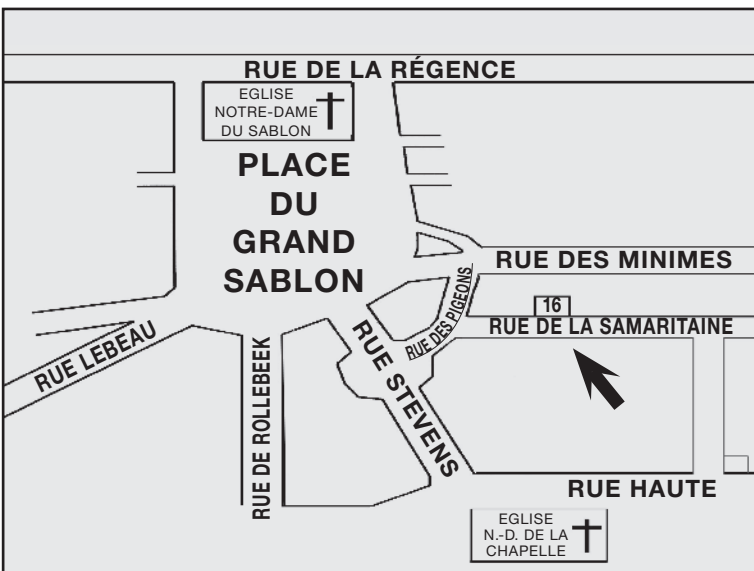 RUE DE LA RÉGENCE
EGLISE
NOTRE-DAME
DU SABLON
PLACE
DU
GRAND
SABLON
RUE DES MINIMES
RUE DES PIGEONS
16
RUE DE LA SAMARITAINE
RUE LEBEAU
RUE DE ROLLEBEEK
RUE STEVENS
RUE HAUTE
EGLISE
N.-D. DE LA
CHAPELLE